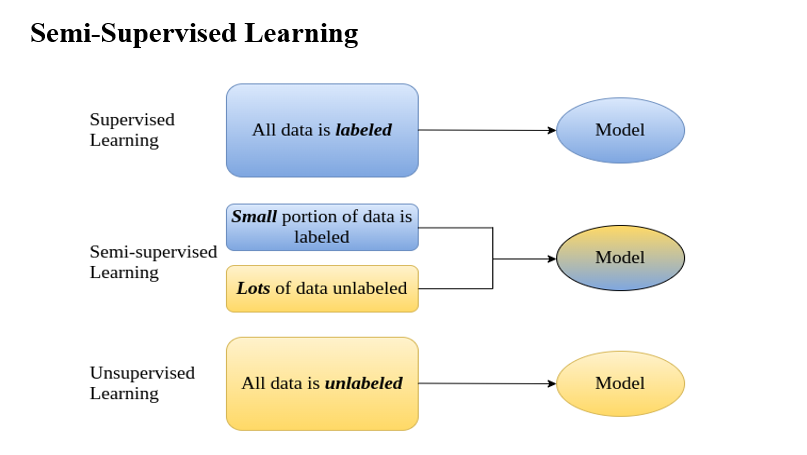 Semi-Supervised Learning
Supervised
Learning
All data is labeled
Model
Semi-supervised
Learning
Small portion of data is
labeled
Lots of data unlabeled
Model
Unsupervised
Learning
All data is unlabeled
Model